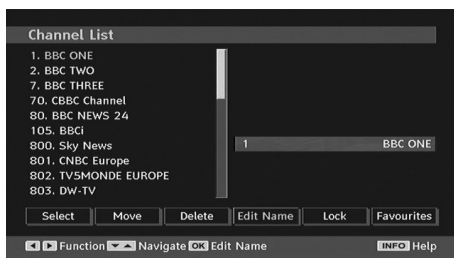 Channel List
1. BBC ONE
2. BBC TWO
7. BBC THREE
70. CBBC Channel
80. BBC NEWS 24
105. BBCi
800. Sky News
801. CNBC Europe
802. TV5MONDE EUROPE
803. DW-TV
1 BBC ONE
Select Move Delete Edit Name Lock Favourites
Function Navigate OK Edit Name INFO Help